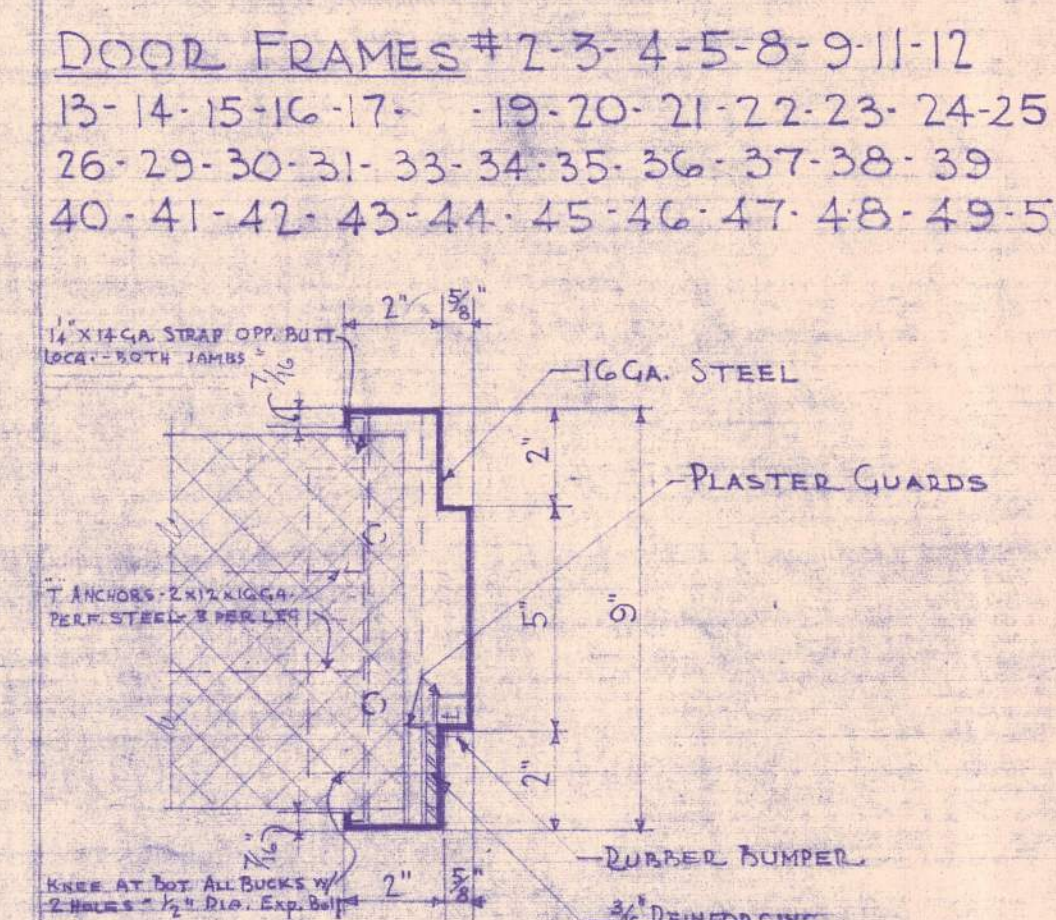 DOOR FRAMES # 2-3-4-5-8-9-11-12
13-14-15-16-17- -19-20-21-22-23-24-25
26-29-30-31-33-34-35-36-37-38-39
40-41-42-43-44-45-46-47-48-49-5
2" 5/8"
1 1/4" X 14 GA. STRAP OPP. BUTT
LOCA.-BOTH JAMBS
7/16"
16 GA. STEEL
2"
PLASTER GUARDS
"T" ANCHORS-2x12x16GA.
PERF. STEEL-3 PER LEG
5"
9"
2"
7/16"
RUBBER BUMPER
KNEE AT BOT ALL BUCKS W/
2 HOLES - 1/2" DIA. EXP. Bolt
2" 5/8"
3/16" REINFORCING